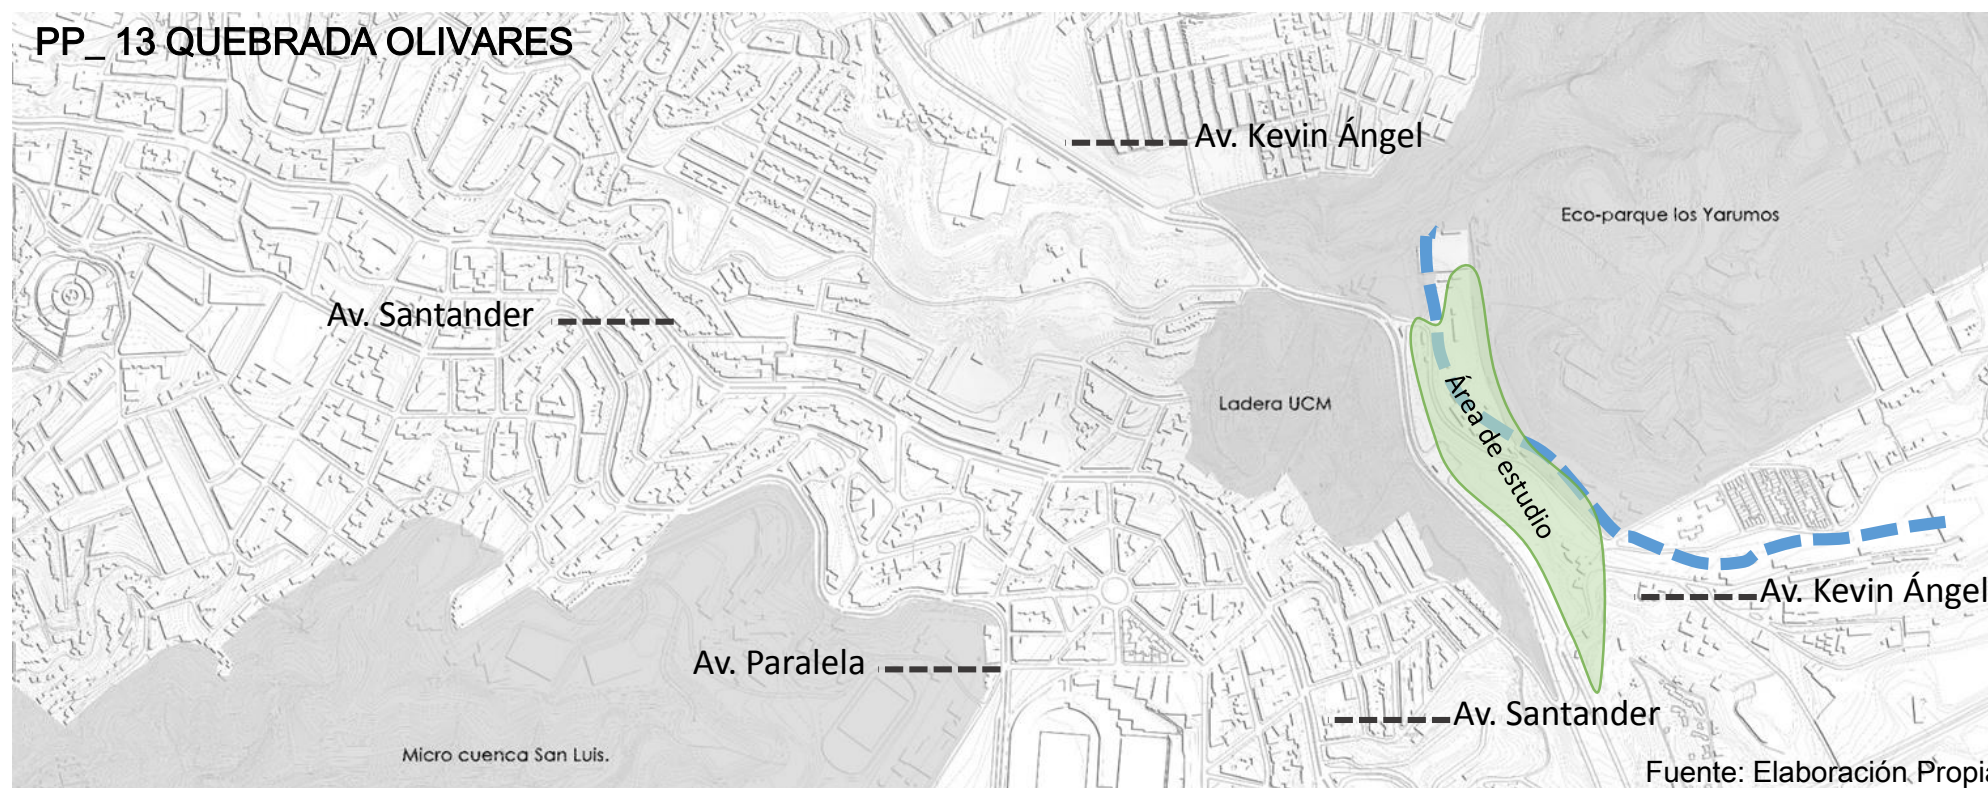 PP_ 13 QUEBRADA OLIVARES
Av. Kevin Ángel
Eco-parque los Yarumos
Av. Santander
Ladera UCM
Área de estudio
Av. Kevin Ángel
Av. Paralela
Av. Santander
Micro cuenca San Luis.
Fuente: Elaboración Propia